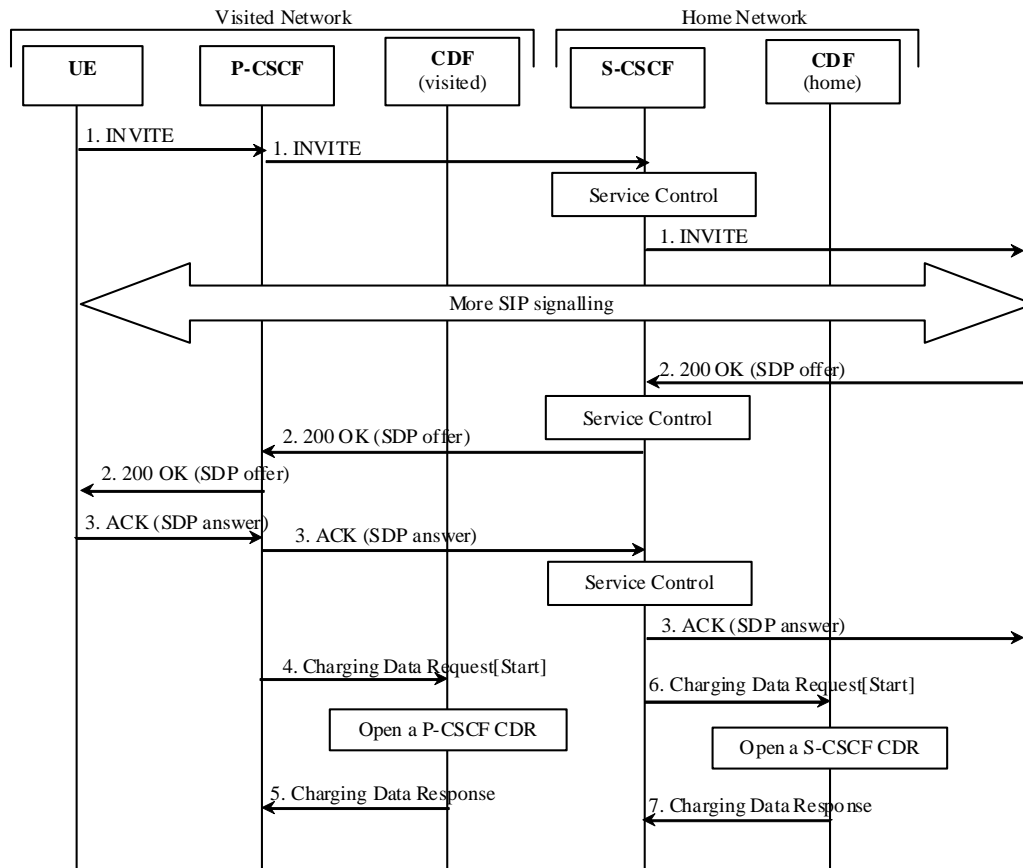 Visited Network
Home Network
UE
P-CSCF
CDF
(visited)
S-CSCF
CDF
(home)
1. INVITE
1. INVITE
Service Control
1. INVITE
More SIP signalling
2. 200 OK (SDP offer)
Service Control
2. 200 OK (SDP offer)
2. 200 OK (SDP offer)
3. ACK (SDP answer)
3. ACK (SDP answer)
Service Control
3. ACK (SDP answer)
4. Charging Data Request[Start]
6. Charging Data Request[Start]
Open a P-CSCF CDR
Open a S-CSCF CDR
5. Charging Data Response
7. Charging Data Response